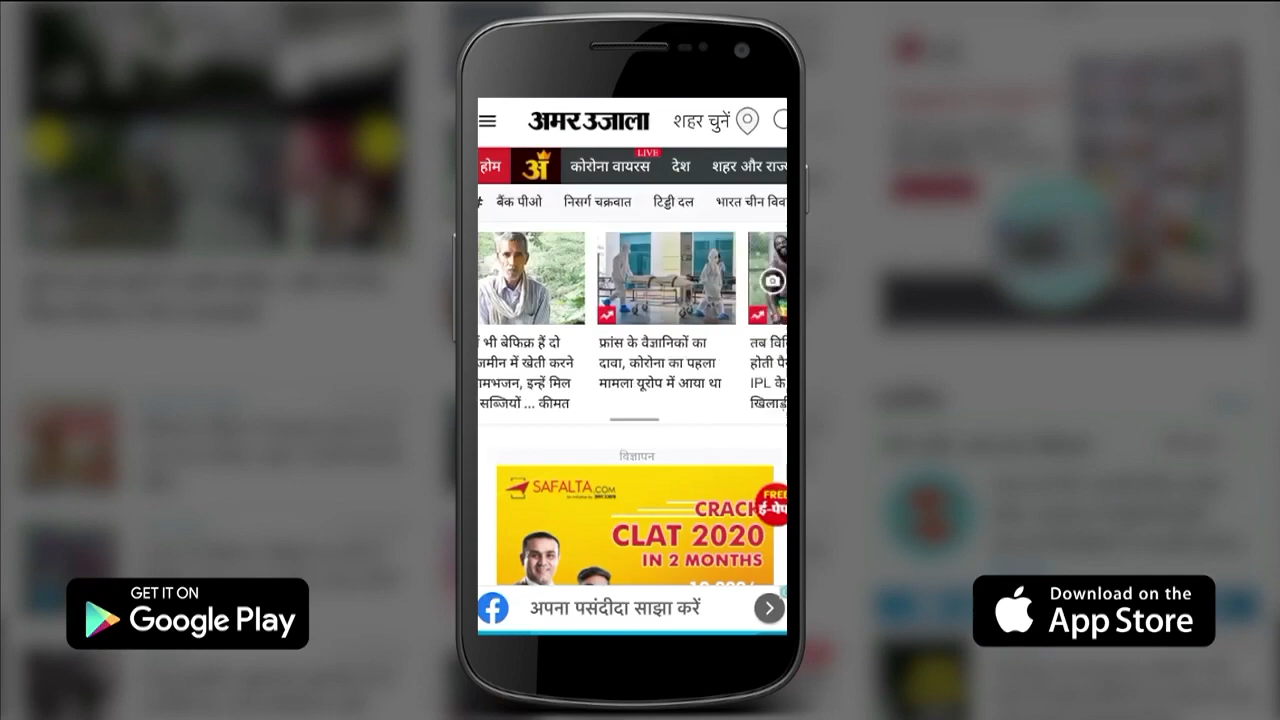 अमर उजाला
शहर चुनें
LIVE
होम
अ
कोरोना वायरस
देश
शहर और राज्य
# बैंक पीओ
निसर्ग चक्रवात
टिड्डी दल
भारत चीन
भी बेफिक्र हैं दो
जमीन में खेती करने
इन्हें मिल
सब्जियों ... कीमत
फ्रांस के वैज्ञानिकों का
दावा, कोरोना का पहला
मामला यूरोप में आया था
तब
होती
IPL के
विज्ञापन
SAFALTA.COM
FREE
CRACK
CLAT 2020
IN 2 MONTHS
अपना पसंदीदा साझा करें
GET IT ON
Google Play
Download on the
App Store